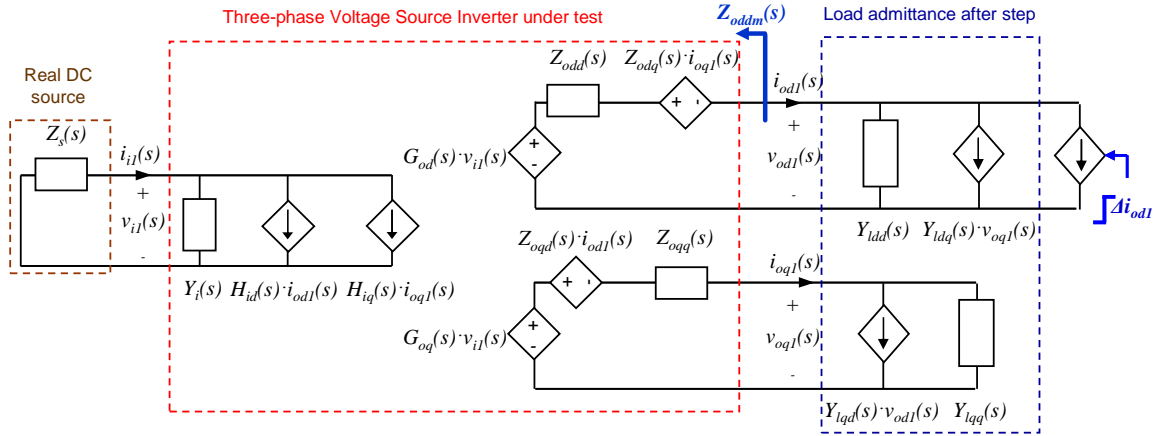 Three-phase Voltage Source Inverter under test
Z_oddm(s)
Load admittance after step
Real DC
source
Z_s(s)
i_i1(s)
+
v_i1(s)
-
Y_i(s) H_id(s)·i_od1(s) H_iq(s)·i_oq1(s)
Z_odd(s) Z_odq(s)·i_oq1(s)
+ -
i_od1(s)
+
-
G_od(s)·v_i1(s)
+
v_od1(s)
-
Y_ldd(s) Y_ldq(s)·v_oq1(s)
Δi_od1
Z_oqd(s)·i_od1(s) Z_oqq(s)
+ -
i_oq1(s)
+
-
G_oq(s)·v_i1(s)
+
v_oq1(s)
-
Y_lqd(s)·v_od1(s) Y_lqq(s)